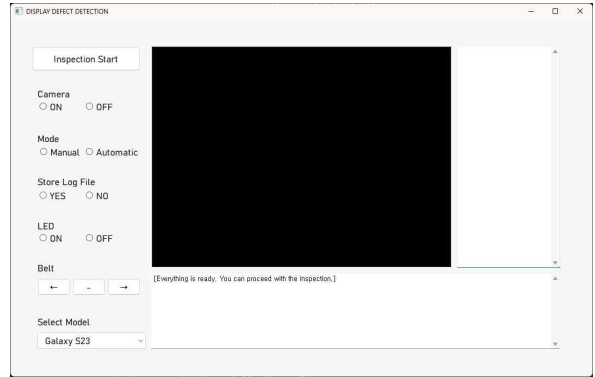 DISPLAY DEFECT DETECTION
Inspection Start
Camera
ON OFF
Mode
Manual Automatic
Store Log File
YES NO
LED
ON OFF
Belt
← - →
[Everything is ready, You can proceed with the inspection,]
Select Model
Galaxy S23